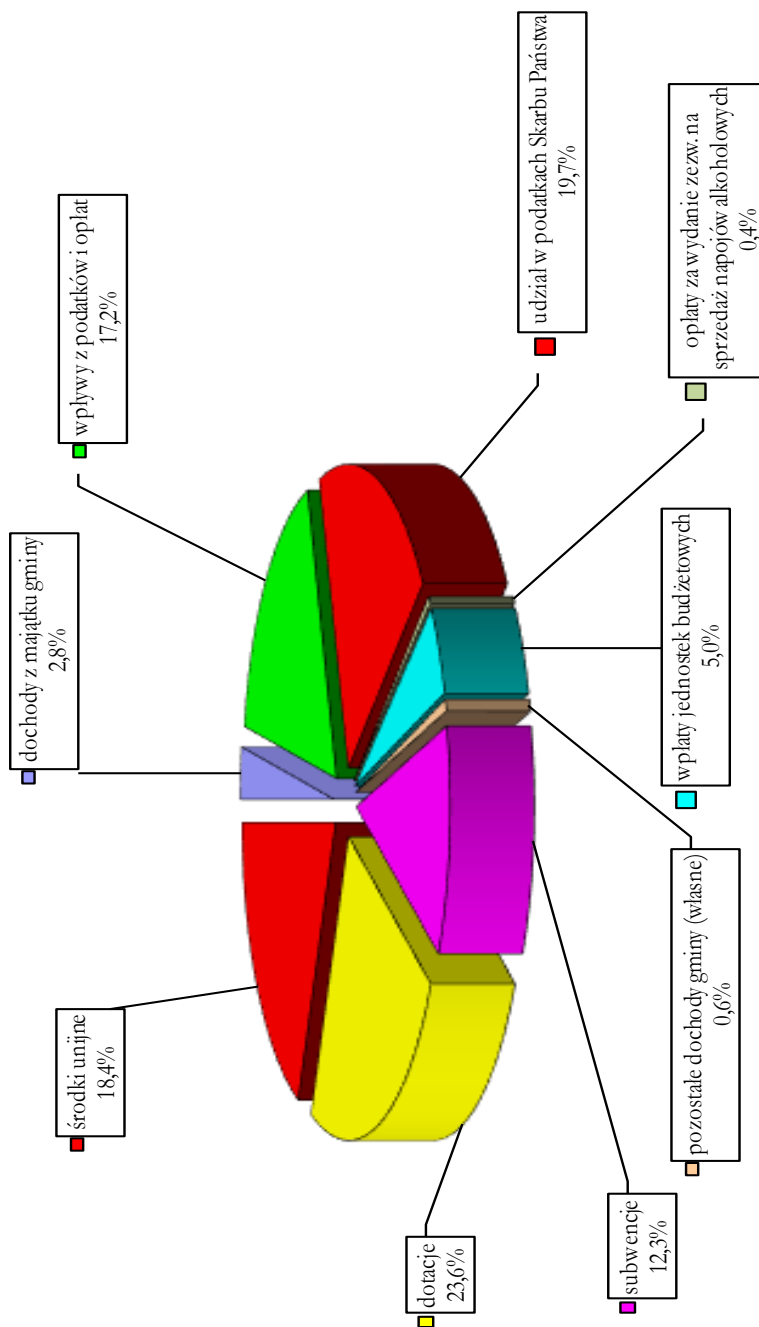 dochody z majątku gminy
2,8%
wpływy z podatków i opłat
17,2%
udział w podatkach Skarbu Państwa
19,7%
opłaty za wydanie zezw. na
sprzedaż napojów alkoholowych
0,4%
wpłaty jednostek budżetowych
5,0%
pozostałe dochody gminy (własne)
0,6%
subwencje
12,3%
dotacje
23,6%
środki unijne
18,4%